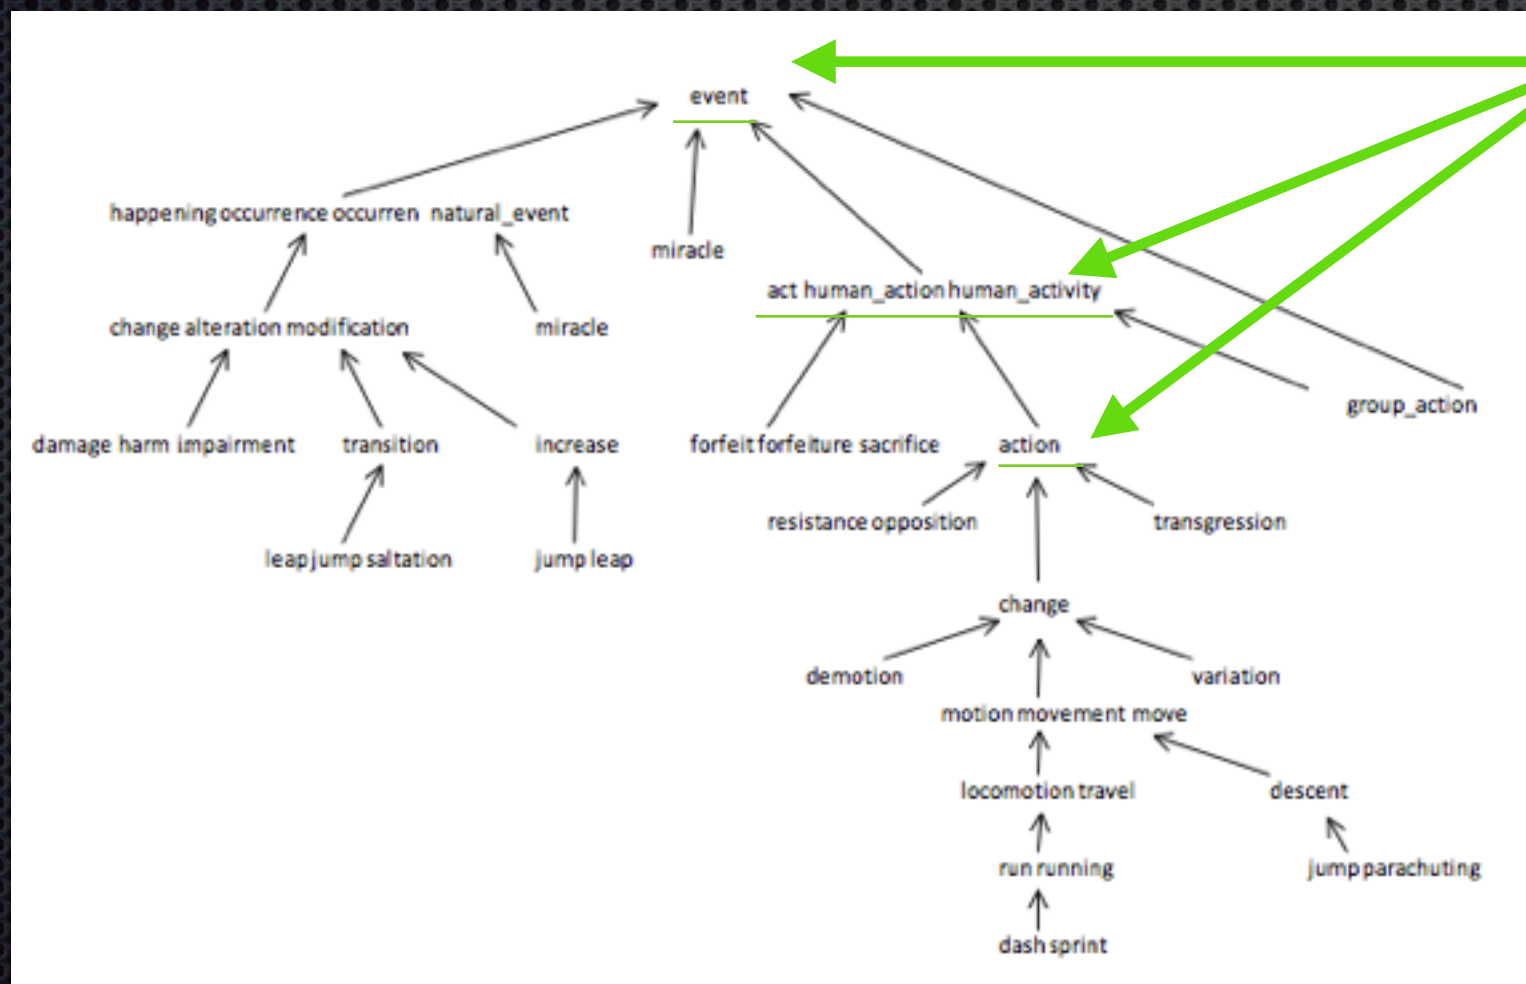 event
happening occurrence occurren natural_event
miracle
act human_action human_activity
change alteration modification
miracle
group_action
damage harm impairment
transition
increase
forfeit forfeiture sacrifice
action
resistance opposition
transgression
leap jump saltation
jump leap
change
demotion
variation
motion movement move
locomotion travel
descent
run running
jump parachuting
dash sprint